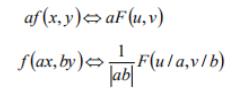 af(x,y)⇔aF(u,v)
f(ax,by)⇔ 1/|ab| F(u/a,v/b)